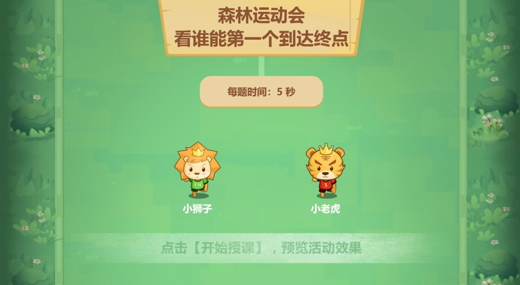 森林运动会
看谁能第一个到达终点
每题时间：5 秒
小狮子
小老虎
点击【开始授课】，预览活动效果